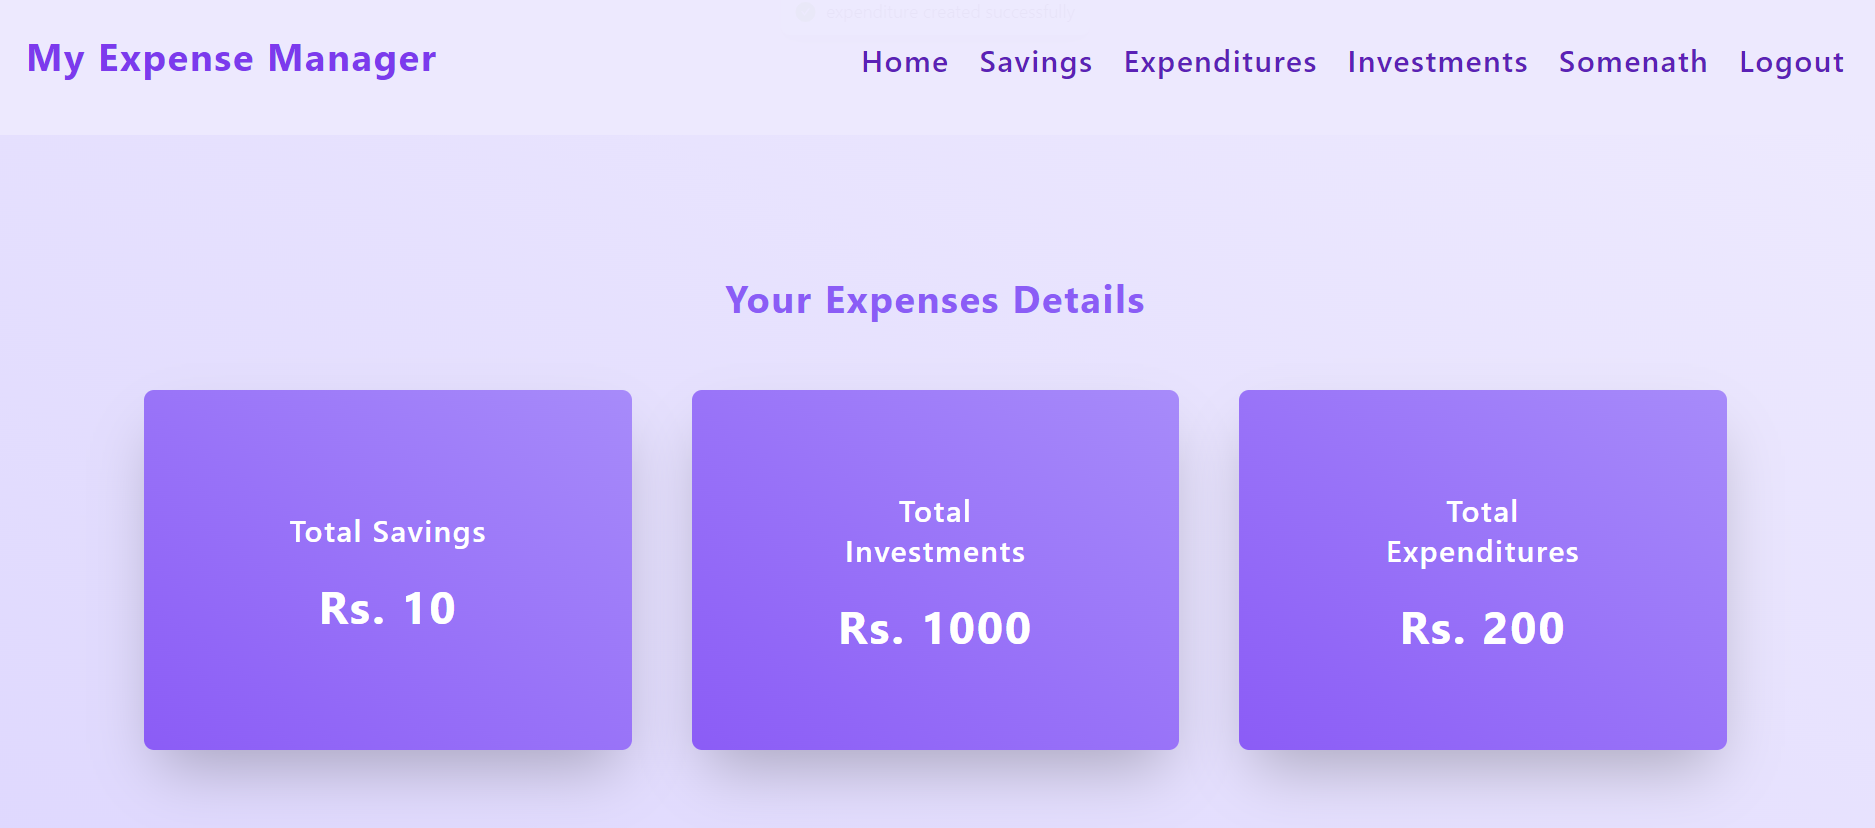 expenditure created successfully
My Expense Manager
Home Savings Expenditures Investments Somenath Logout
Your Expenses Details
Total Savings
Rs. 10
Total
Investments
Rs. 1000
Total
Expenditures
Rs. 200